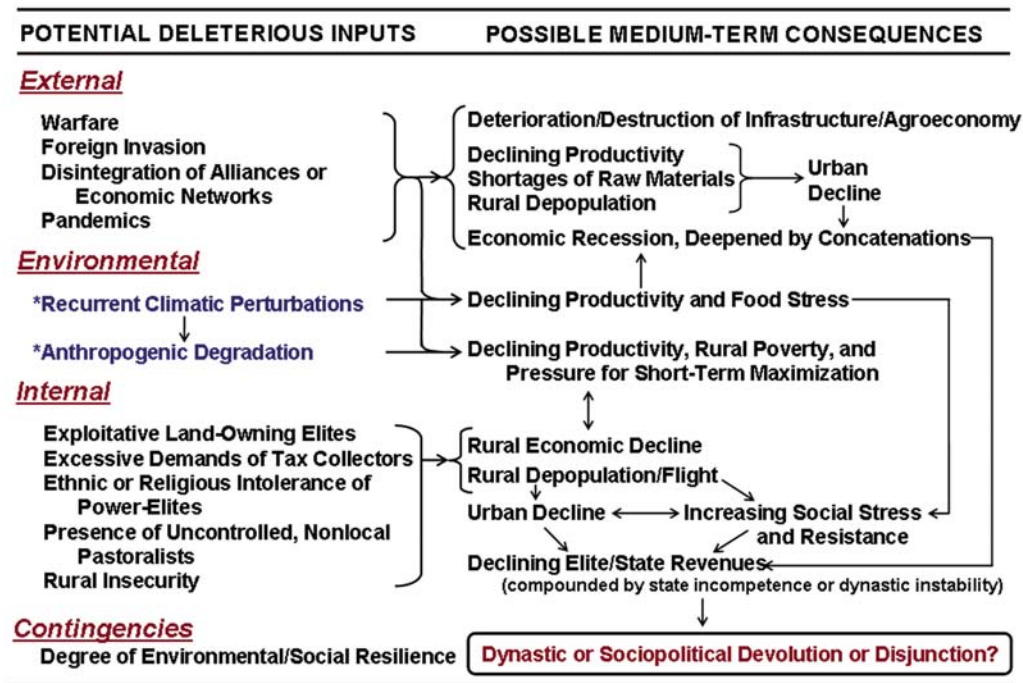 POTENTIAL DELETERIOUS INPUTS
POSSIBLE MEDIUM-TERM CONSEQUENCES
External
Warfare
Foreign Invasion
Disintegration of Alliances or
Economic Networks
Pandemics
Deterioration/Destruction of Infrastructure/Agroeconomy
Declining Productivity
Shortages of Raw Materials
Rural Depopulation
Urban
Decline
Economic Recession, Deepened by Concatenations
Environmental
*Recurrent Climatic Perturbations
*Anthropogenic Degradation
Declining Productivity and Food Stress
Declining Productivity, Rural Poverty, and
Pressure for Short-Term Maximization
Internal
Exploitative Land-Owning Elites
Excessive Demands of Tax Collectors
Ethnic or Religious Intolerance of
Power-Elites
Presence of Uncontrolled, Nonlocal
Pastoralists
Rural Insecurity
Rural Economic Decline
Rural Depopulation/Flight
Urban Decline
Increasing Social Stress
and Resistance
Declining Elite/State Revenues
(compounded by state incompetence or dynastic instability)
Contingencies
Degree of Environmental/Social Resilience
Dynastic or Sociopolitical Devolution or Disjunction?